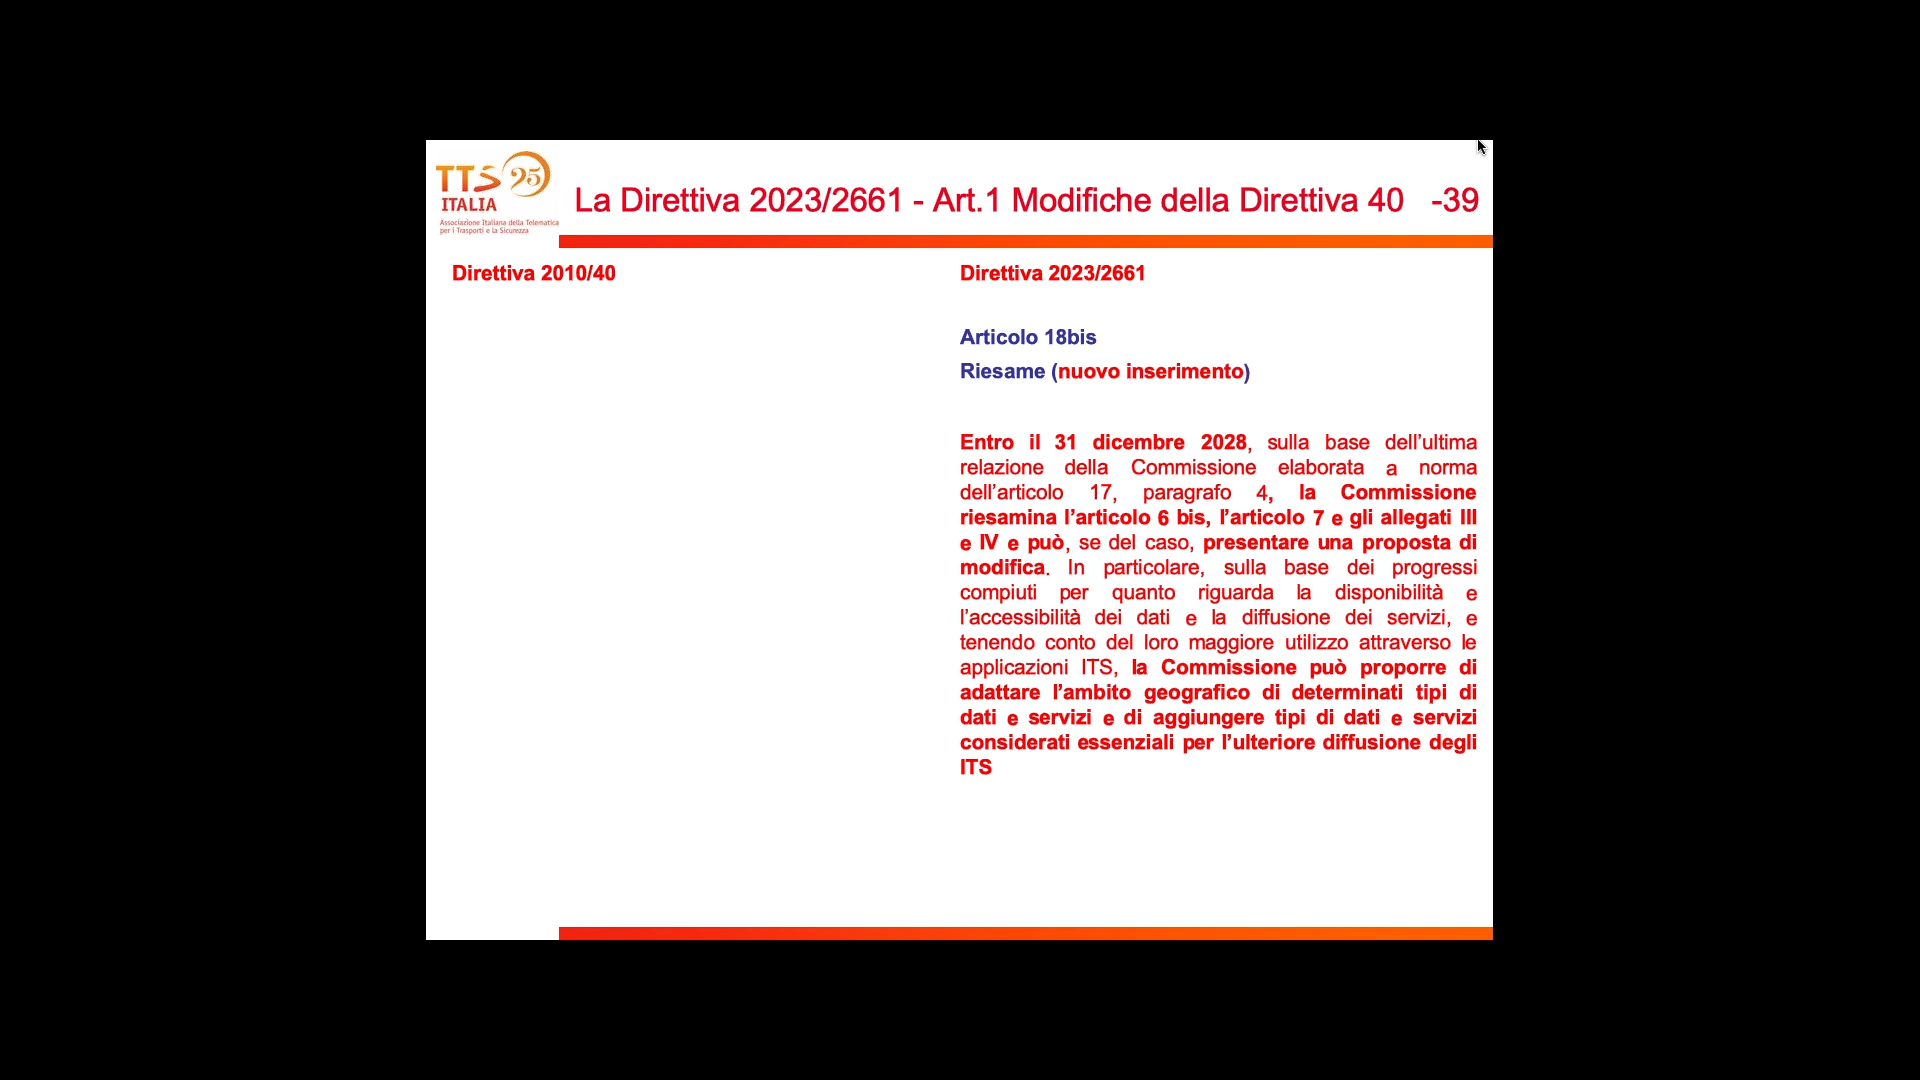 TTS 25
ITALIA
Associazione Italiana della Telematica
per i Trasporti e la Sicurezza
La Direttiva 2023/2661 - Art.1 Modifiche della Direttiva 40 -39
Direttiva 2010/40
Direttiva 2023/2661
Articolo 18bis
Riesame (nuovo inserimento)
Entro il 31 dicembre 2028, sulla base dell’ultima
relazione della Commissione elaborata a norma
dell’articolo 17, paragrafo 4, la Commissione
riesamina l’articolo 6 bis, l’articolo 7 e gli allegati III
e IV e può, se del caso, presentare una proposta di
modifica. In particolare, sulla base dei progressi
compiuti per quanto riguarda la disponibilità e
l’accessibilità dei dati e la diffusione dei servizi, e
tenendo conto del loro maggiore utilizzo attraverso le
applicazioni ITS, la Commissione può proporre di
adattare l’ambito geografico di determinati tipi di
dati e servizi e di aggiungere tipi di dati e servizi
considerati essenziali per l’ulteriore diffusione degli
ITS